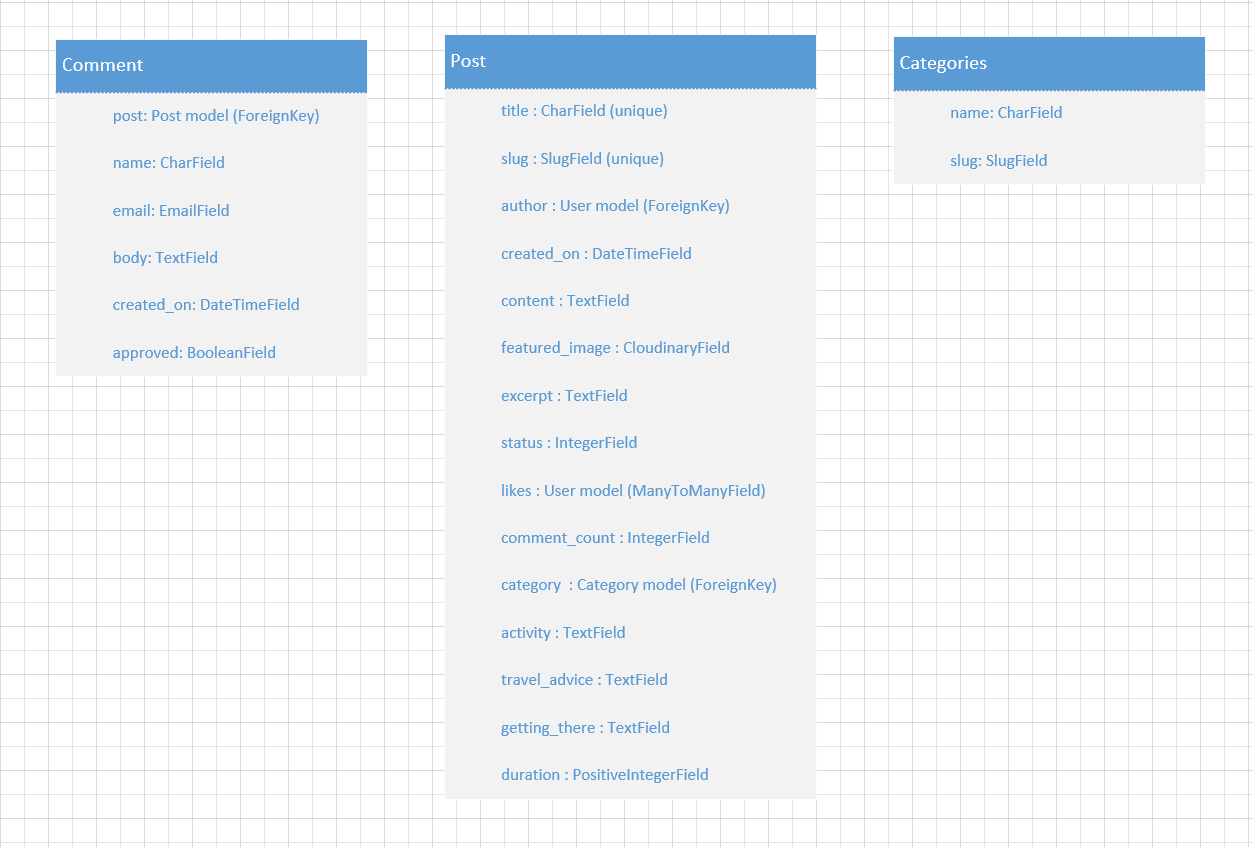 Comment
post: Post model (ForeignKey)
name: CharField
email: EmailField
body: TextField
created_on: DateTimeField
approved: BooleanField
Post
title : CharField (unique)
slug : SlugField (unique)
author : User model (ForeignKey)
created_on : DateTimeField
content : TextField
featured_image : CloudinaryField
excerpt : TextField
status : IntegerField
likes : User model (ManyToManyField)
comment_count : IntegerField
category  : Category model (ForeignKey)
activity : TextField
travel_advice : TextField
getting_there : TextField
duration : PositiveIntegerField
Categories
name: CharField
slug: SlugField